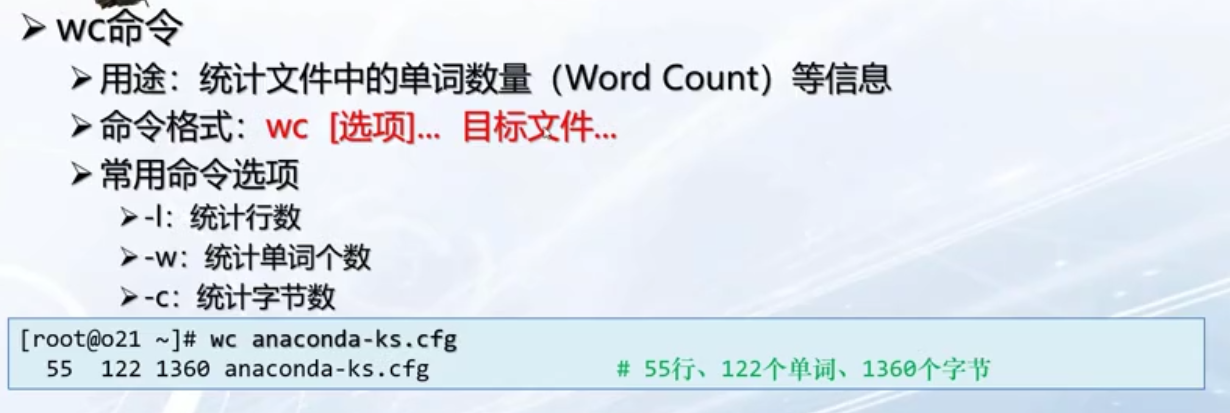 wc命令
用途：统计文件中的单词数量（Word Count）等信息
命令格式：wc [选项]... 目标文件...
常用命令选项
-l：统计行数
-w：统计单词个数
-c：统计字节数
[root@o21 ~]# wc anaconda-ks.cfg
55 122 1360 anaconda-ks.cfg # 55行、122个单词、1360个字节